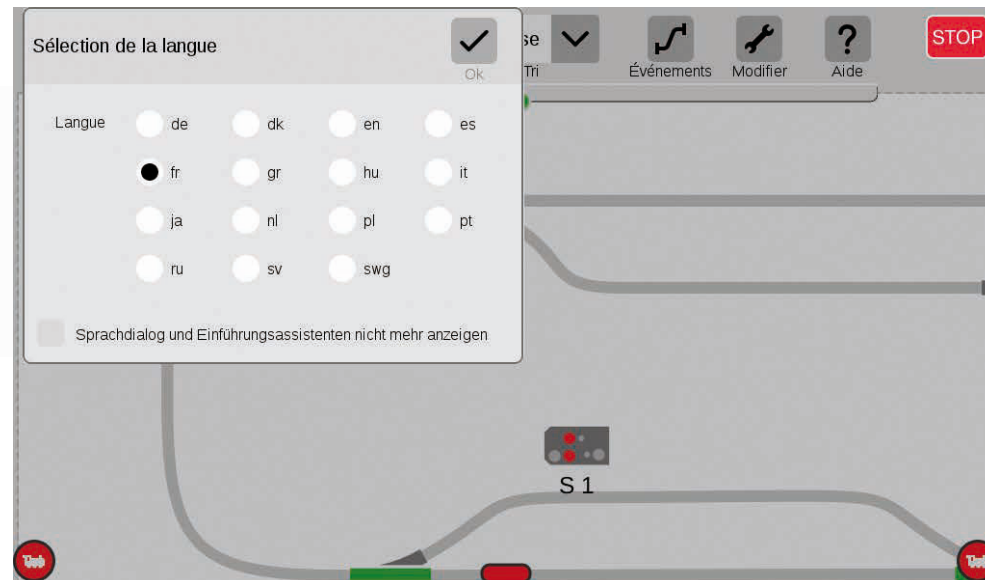 Sélection de la langue
Ok
se
Tri
Événements
Modifier
Aide
STOP
Langue
de
dk
en
es
fr
gr
hu
it
ja
nl
pl
pt
ru
sv
swg
Sprachdialog und Einführungsassistenten nicht mehr anzeigen
S 1